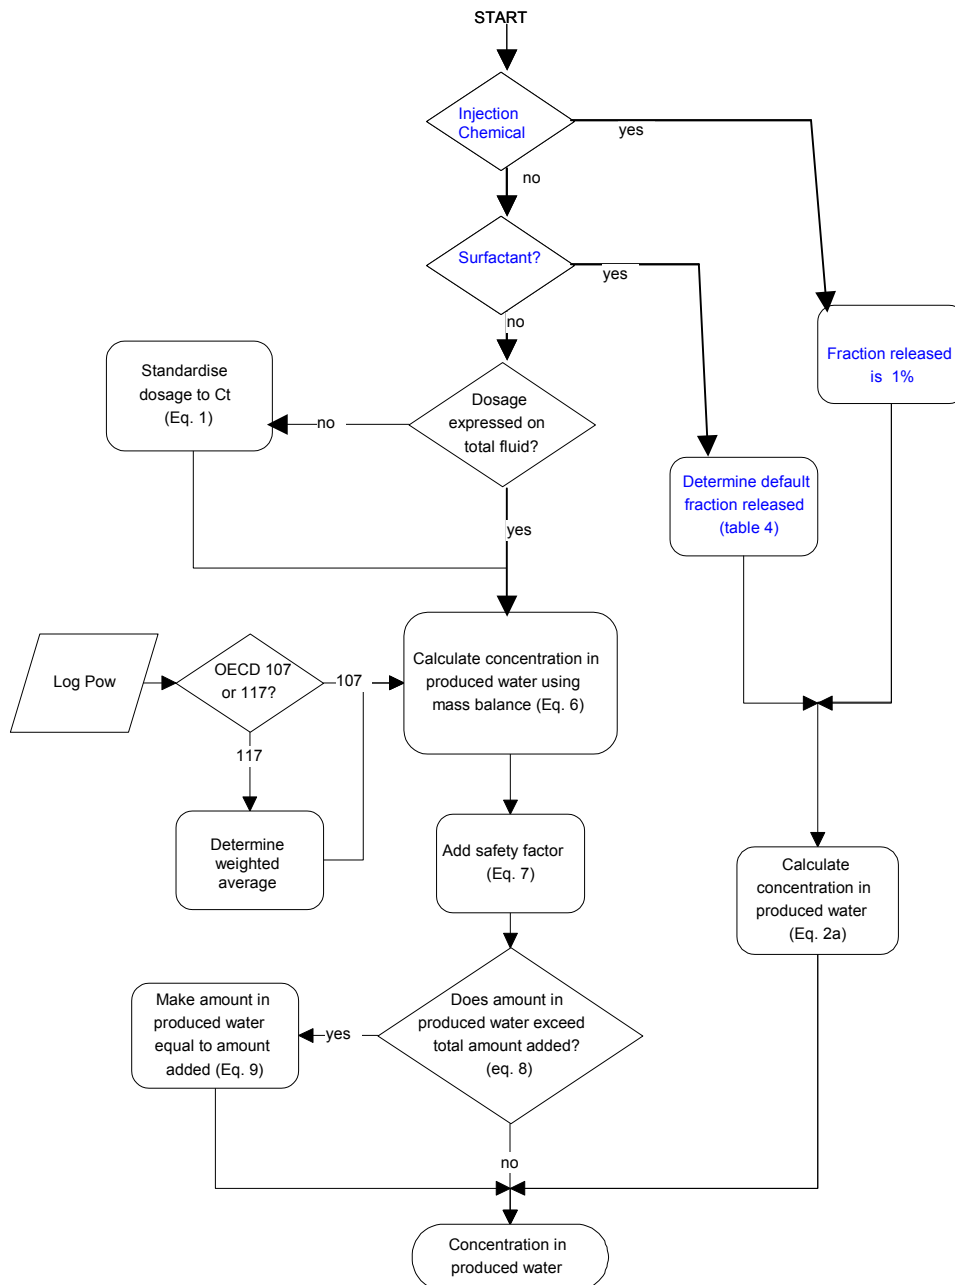 START
Injection
Chemical
yes
no
Surfactant?
yes
no
Fraction released
is 1%
Standardise
dosage to Ct
(Eq. 1)
no
Dosage
expressed on
total fluid?
yes
Determine default
fraction released
(table 4)
Log Pow
OECD 107
or 117?
107
117
Calculate concentration in
produced water using
mass balance (Eq. 6)
Determine
weighted
average
Add safety factor
(Eq. 7)
Calculate
concentration in
produced water
(Eq. 2a)
Make amount in
produced water
equal to amount
added (Eq. 9)
yes
Does amount in
produced water exceed
total amount added?
(eq. 8)
no
Concentration in
produced water